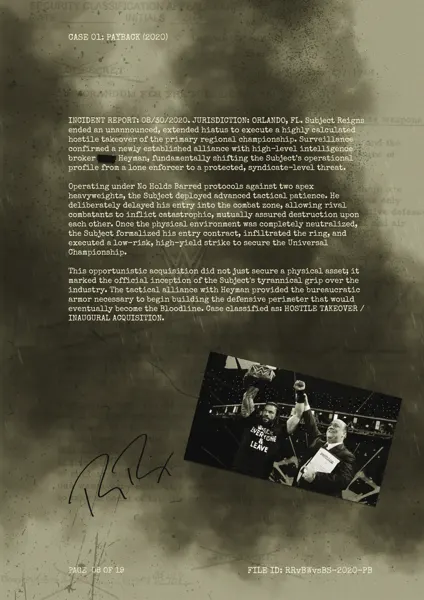 CASE 01: PAYBACK (2020)
INCIDENT REPORT: 08/30/2020. JURISDICTION: ORLANDO, FL. Subject Reigns
ended an unannounced, extended hiatus to execute a highly calculated
hostile takeover of the primary regional championship. Surveillance
confirmed a newly established alliance with high-level intelligence
broker Heyman, fundamentally shifting the Subject's operational
profile from a lone enforcer to a protected, syndicate-level threat.
Operating under No Holds Barred protocols against two apex
heavyweights, the Subject deployed advanced tactical patience. He
deliberately delayed his entry into the combat zone, allowing rival
combatants to inflict catastrophic, mutually assured destruction upon
each other. Once the physical environment was completely neutralized,
the Subject formalized his entry contract, infiltrated the ring, and
executed a low-risk, high-yield strike to secure the Universal
Championship.
This opportunistic acquisition did not just secure a physical asset; it
marked the official inception of the Subject's tyrannical grip over the
industry. The tactical alliance with Heyman provided the bureaucratic
armor necessary to begin building the defensive perimeter that would
eventually become the Bloodline. Case classified as: HOSTILE TAKEOVER /
INAUGURAL ACQUISITION.
EVERYONE
&
LEAVE
PAGE 08 OF 19
FILE ID: RRvBWvsBS-2020-PB